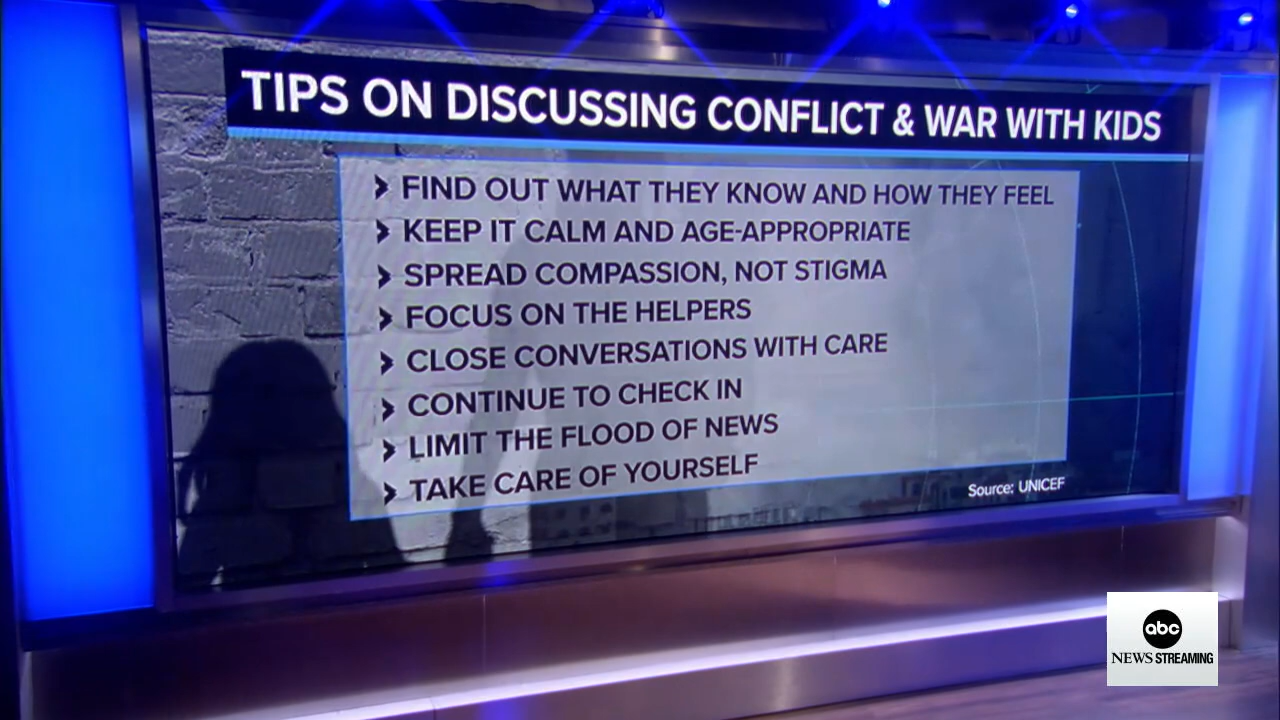 TIPS ON DISCUSSING CONFLICT & WAR WITH KIDS
FIND OUT WHAT THEY KNOW AND HOW THEY FEEL
KEEP IT CALM AND AGE-APPROPRIATE
SPREAD COMPASSION, NOT STIGMA
FOCUS ON THE HELPERS
CLOSE CONVERSATIONS WITH CARE
CONTINUE TO CHECK IN
LIMIT THE FLOOD OF NEWS
TAKE CARE OF YOURSELF
Source: UNICEF
abc
NEWS STREAMING